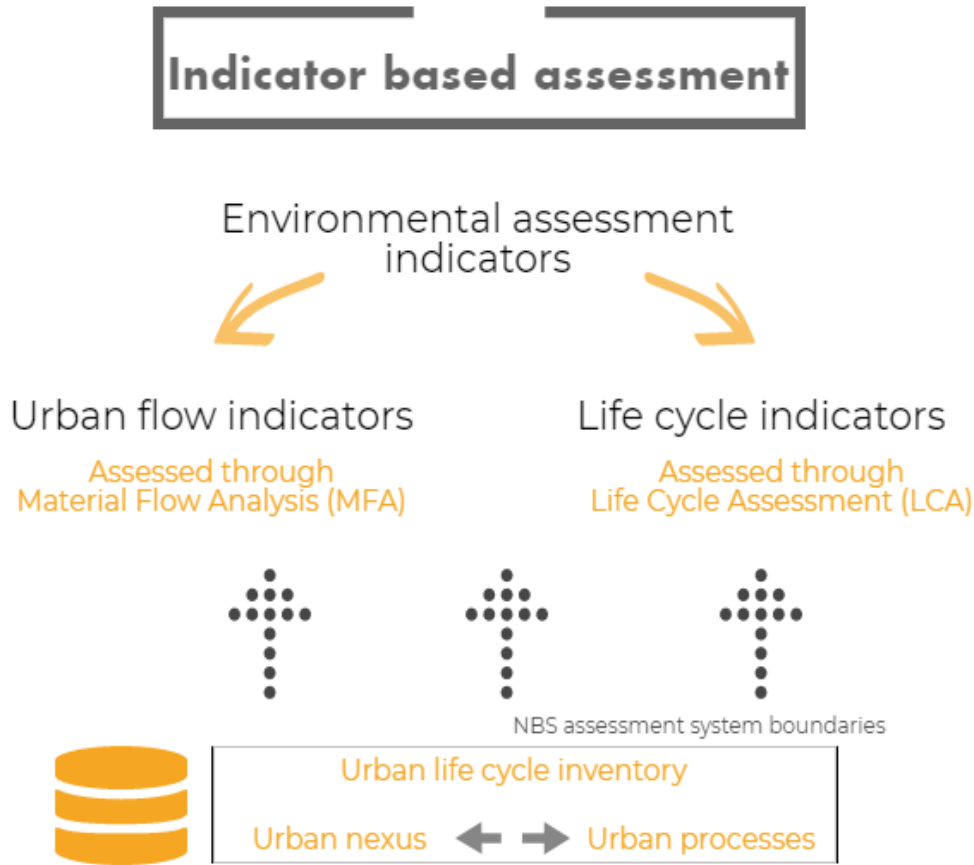 Indicator based assessment
Environmental assessment
indicators
Urban flow indicators
Assessed through
Material Flow Analysis (MFA)
Life cycle indicators
Assessed through
Life Cycle Assessment (LCA)
NBS assessment system boundaries
Urban life cycle inventory
Urban nexus
Urban processes